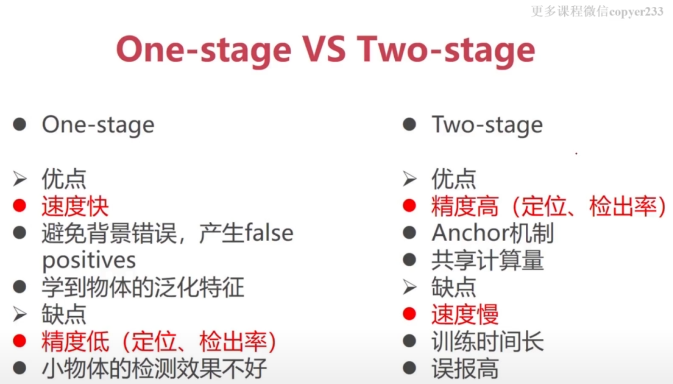 更多课程微信copyer233
One-stage VS Two-stage
One-stage
优点
速度快
避免背景错误，产生false
positives
学到物体的泛化特征
缺点
精度低（定位、检出率）
小物体的检测效果不好
Two-stage
优点
精度高（定位、检出率）
Anchor机制
共享计算量
缺点
速度慢
训练时间长
误报高